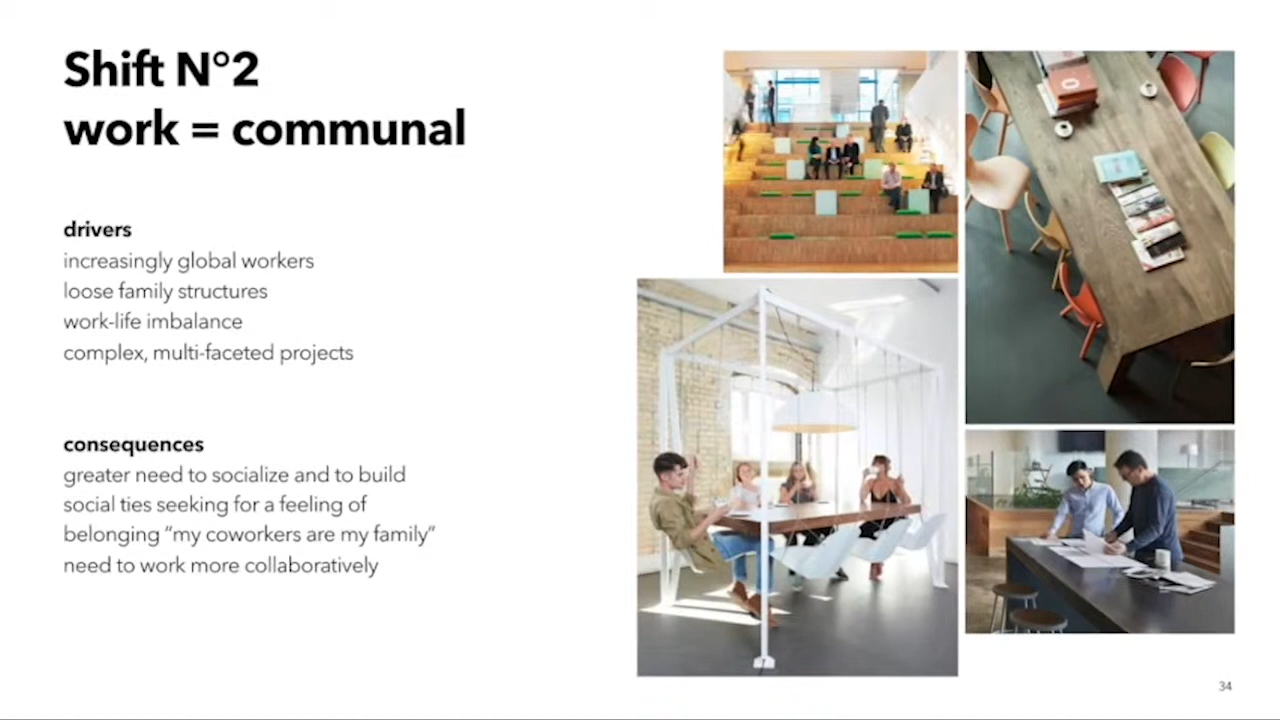 Shift N°2
work = communal
drivers
increasingly global workers
loose family structures
work-life imbalance
complex, multi-faceted projects
consequences
greater need to socialize and to build
social ties seeking for a feeling of
belonging “my coworkers are my family”
need to work more collaboratively
34